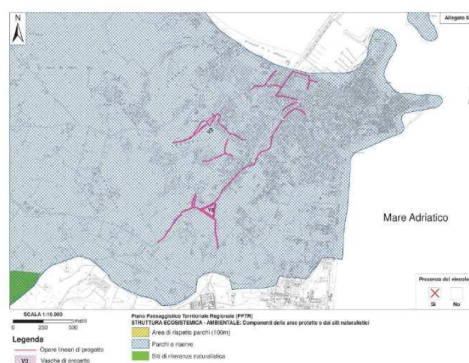 N
Allegato 6
Mare Adriatico
Presenza del vincolo
Si
No
SCALA 1:10.000
0 250 500
metri
Legenda
Opere lineari di progetto
V2 Vasche di progetto
Piano Paesaggistico Territoriale Regionale (PPTR)
STRUTTURA ECOSISTEMICA - AMBIENTALE: Componenti delle aree protette e dei siti naturalistici
Area di rispetto parchi (100m)
Parchi e riserve
Siti di rilevanza naturalistica